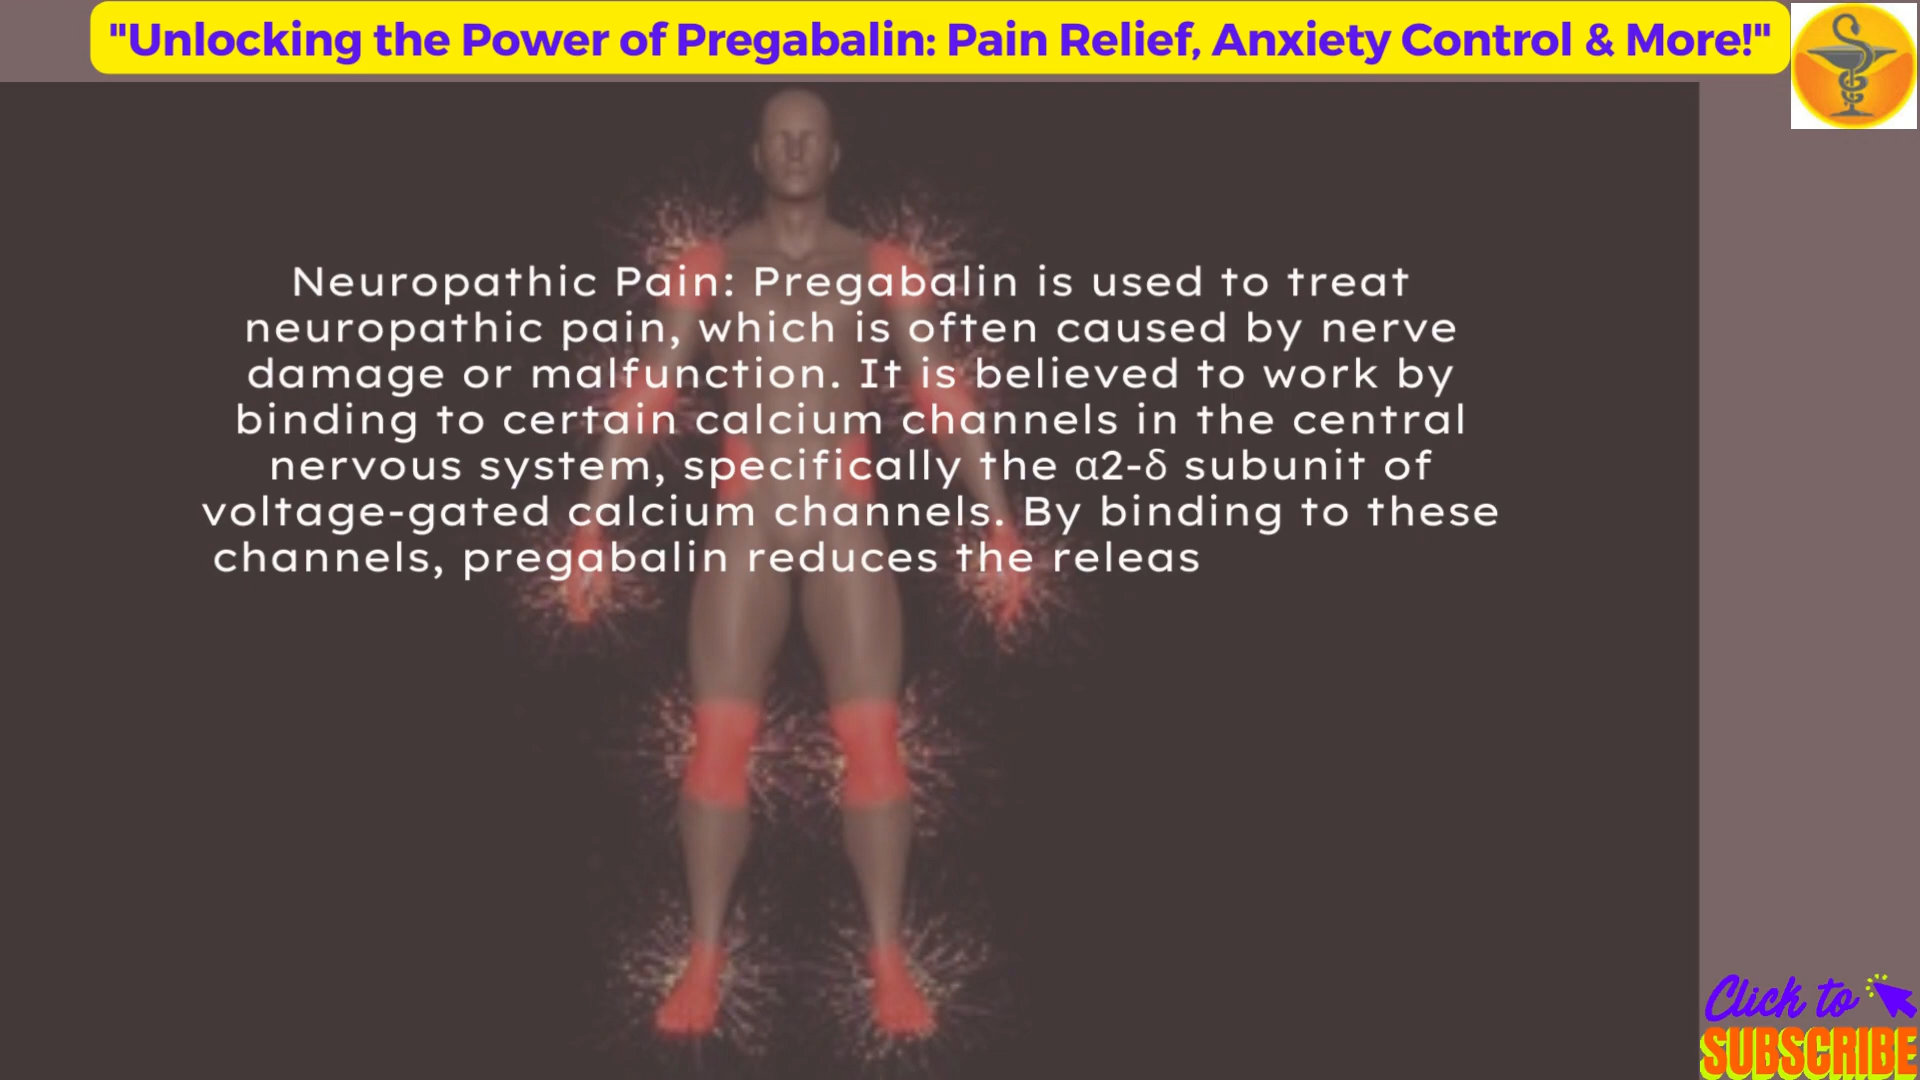 "Unlocking the Power of Pregabalin: Pain Relief, Anxiety Control & More!"
Neuropathic Pain: Pregabalin is used to treat
neuropathic pain, which is often caused by nerve
damage or malfunction. It is believed to work by
binding to certain calcium channels in the central
nervous system, specifically the α2-δ subunit of
voltage-gated calcium channels. By binding to these
channels, pregabalin reduces the releas
Click to
SUBSCRIBE